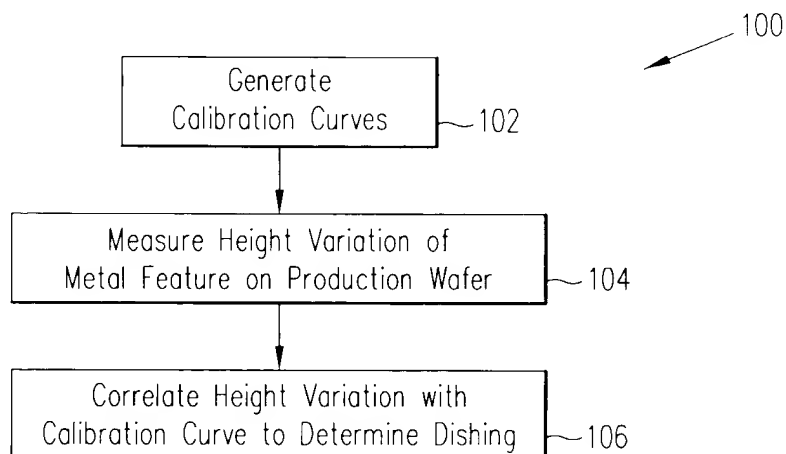 100
Generate
Calibration Curves
102
Measure Height Variation of
Metal Feature on Production Wafer
104
Correlate Height Variation with
Calibration Curve to Determine Dishing
106